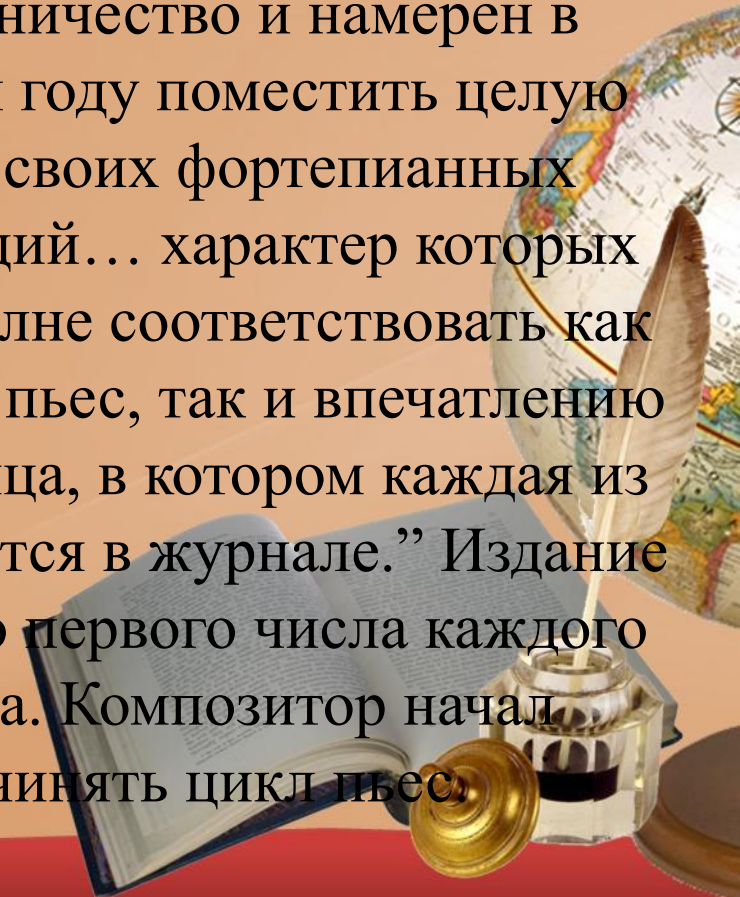 ничество и намерен в
году поместить целую
своих фортепианных
ций… характер которых
лне соответствовать как
пьес, так и впечатлению
ца, в котором каждая из
тся в журнале.” Издание
первого числа каждого
а. Композитор начал
чинять цикл пьес.